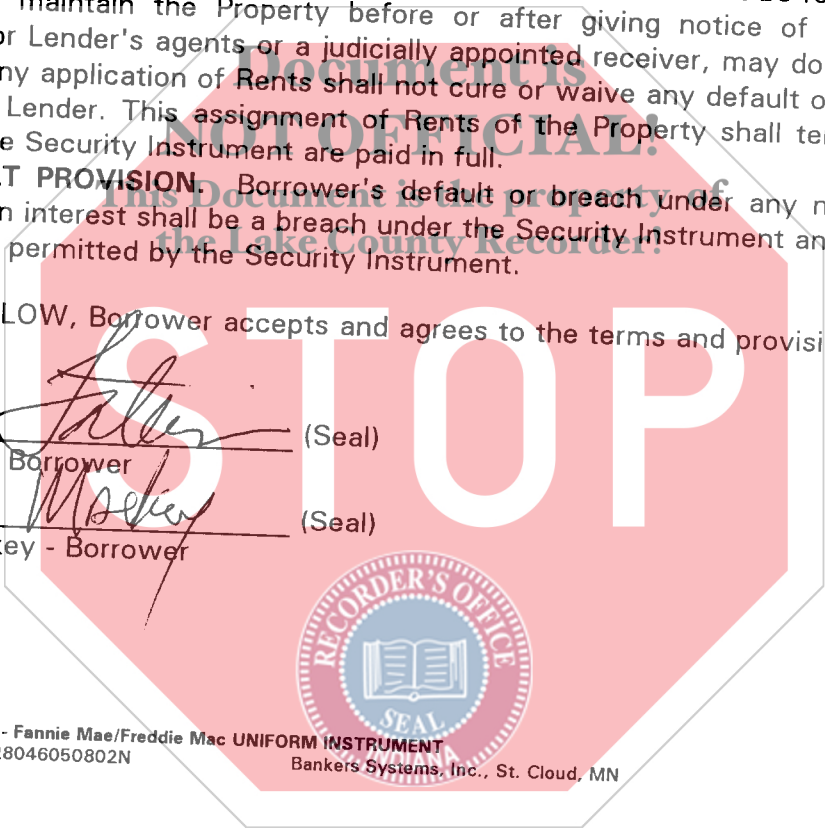 maintain the Property before or after giving notice of
or Lender's agents or a judicially appointed receiver, may do
ny application of Rents shall not cure or waive any default o
Lender. This assignment of Rents of the Property shall te
e Security Instrument are paid in full.
T PROVISION. Borrower's default or breach under any n
n interest shall be a breach under the Security Instrument an
permitted by the Security Instrument.
Document is
NOT OFFICIAL!
This Document is the property of
the Lake County Recorder!
LOW, Borrower accepts and agrees to the terms and provisi
STOP
(Seal)
Borrower
(Seal)
ey - Borrower
RECORDER'S OFFICE
SEAL
INDIANA
- Fannie Mae/Freddie Mac UNIFORM INSTRUMENT
8046050802N
Bankers Systems, Inc., St. Cloud, MN